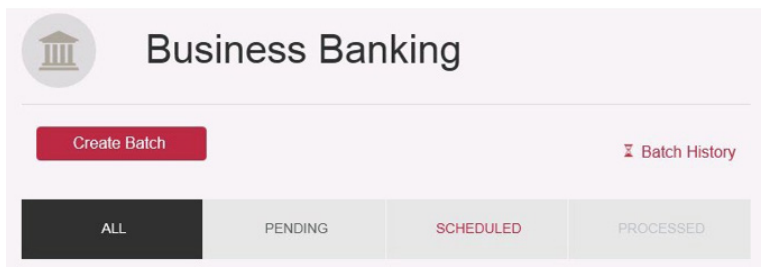 Business Banking
Create Batch
Batch History
ALL
PENDING
SCHEDULED
PROCESSED